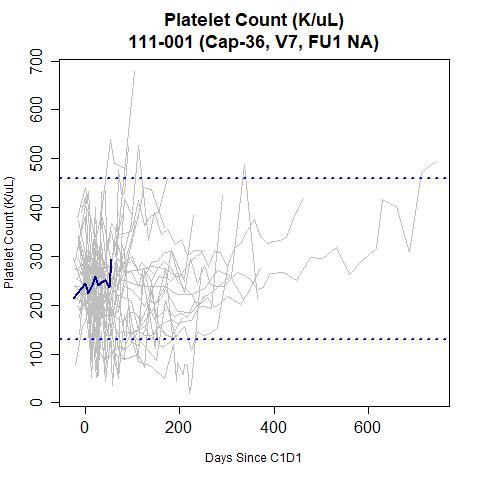 Platelet Count (K/uL)
111-001 (Cap-36, V7, FU1 NA)
Platelet Count (K/uL)
700
600
500
400
300
200
100
0
0 200 400 600
Days Since C1D1